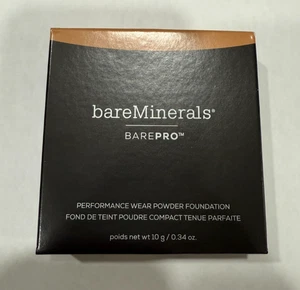 bareMinerals®
BAREPRO™
PERFORMANCE WEAR POWDER FOUNDATION
FOND DE TEINT POUDRE COMPACT TENUE PARFAITE
poids net wt 10 g / 0.34 oz.